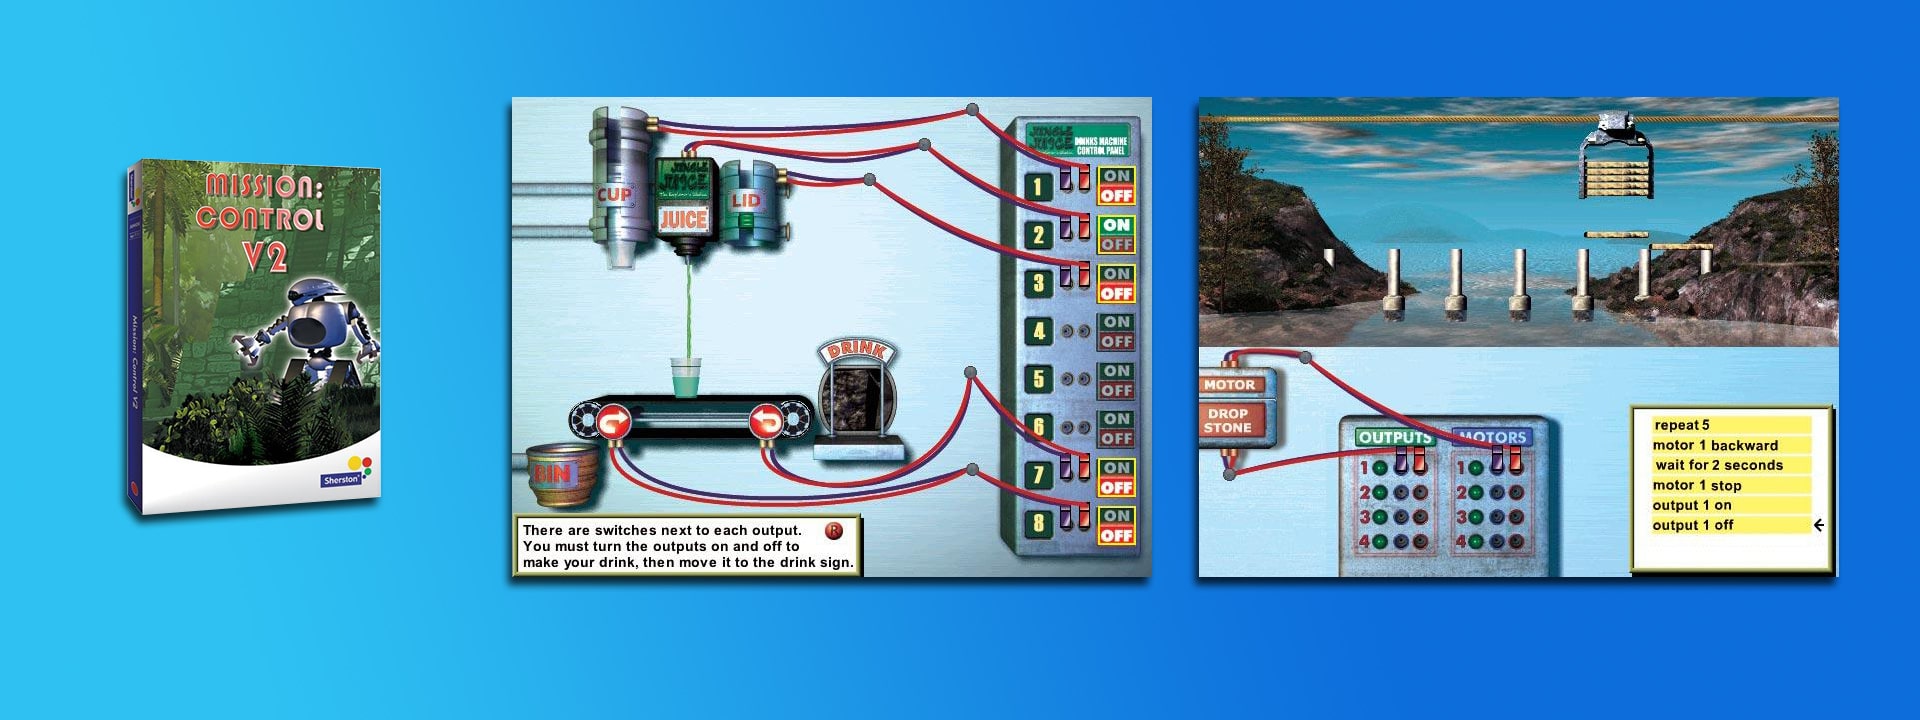 MISSION:
CONTROL
V2
Mission: Control V2
Sherston
CUP
JUNGLE
JUICE
JUICE
LID
DRINK
BIN
There are switches next to each output.
R
You must turn the outputs on and off to
make your drink, then move it to the drink sign.
JUNGLE
JUICE
DRINKS MACHINE
CONTROL PANEL
1 ON
OFF
2 ON
OFF
3 ON
OFF
4 ON
OFF
5 ON
OFF
6 ON
OFF
7 ON
OFF
8 ON
OFF
MOTOR
DROP
STONE
OUTPUTS MOTORS
1 1
2 2
3 3
4 4
repeat 5
motor 1 backward
wait for 2 seconds
motor 1 stop
output 1 on
output 1 off